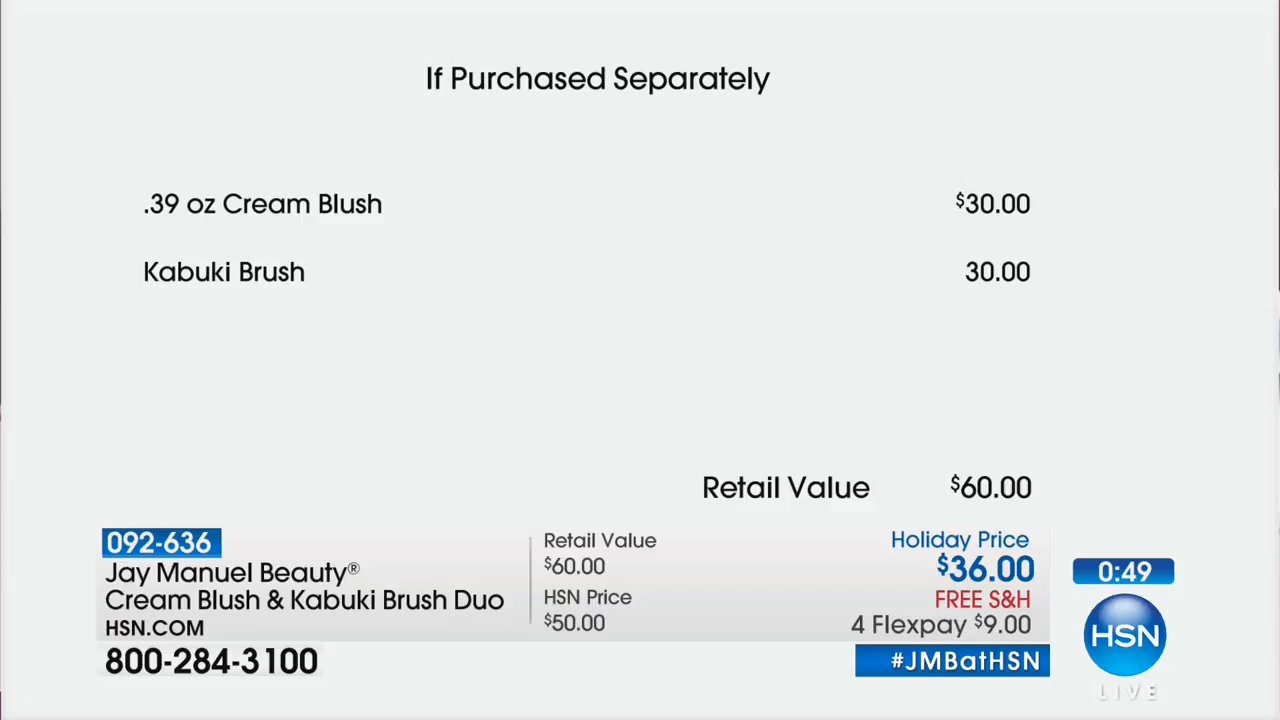 If Purchased Separately
.39 oz Cream Blush $30.00
Kabuki Brush 30.00
Retail Value $60.00
092-636
Jay Manuel Beauty®
Cream Blush & Kabuki Brush Duo
HSN.COM
800-284-3100
Retail Value
$60.00
HSN Price
$50.00
Holiday Price
$36.00
FREE S&H
4 Flexpay $9.00
#JMBatHSN
0:49
HSN
LIVE